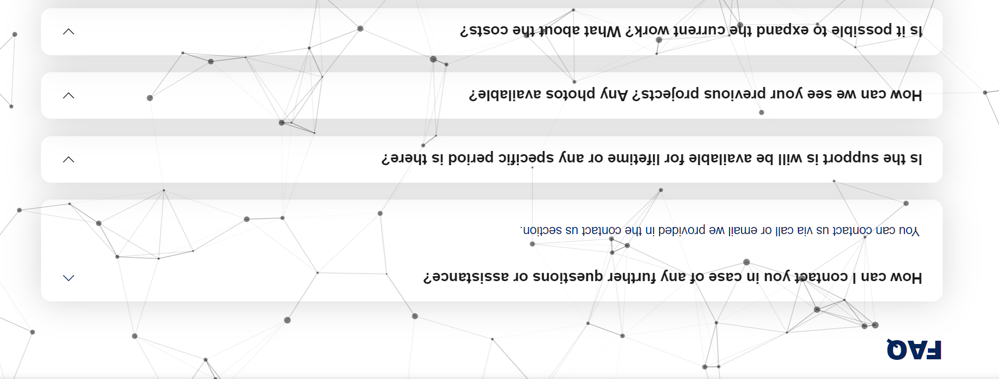 FAQ
How can I contact you in case of any further questions or assistance?
You can contact us via call or email we provided in the contact us section.
Is the support is will be available for lifetime or any specific period is there?
How can we see your previous projects? Any photos available?
Is it possible to expand the current work? What about the costs?